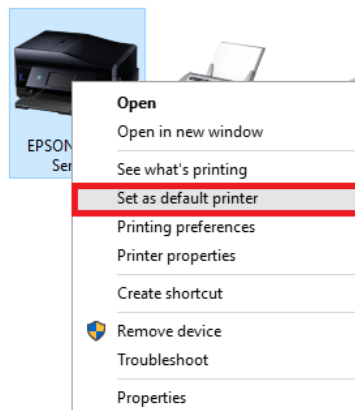 EPSON
Ser
Open
Open in new window
See what's printing
Set as default printer
Printing preferences
Printer properties
Create shortcut
Remove device
Troubleshoot
Properties